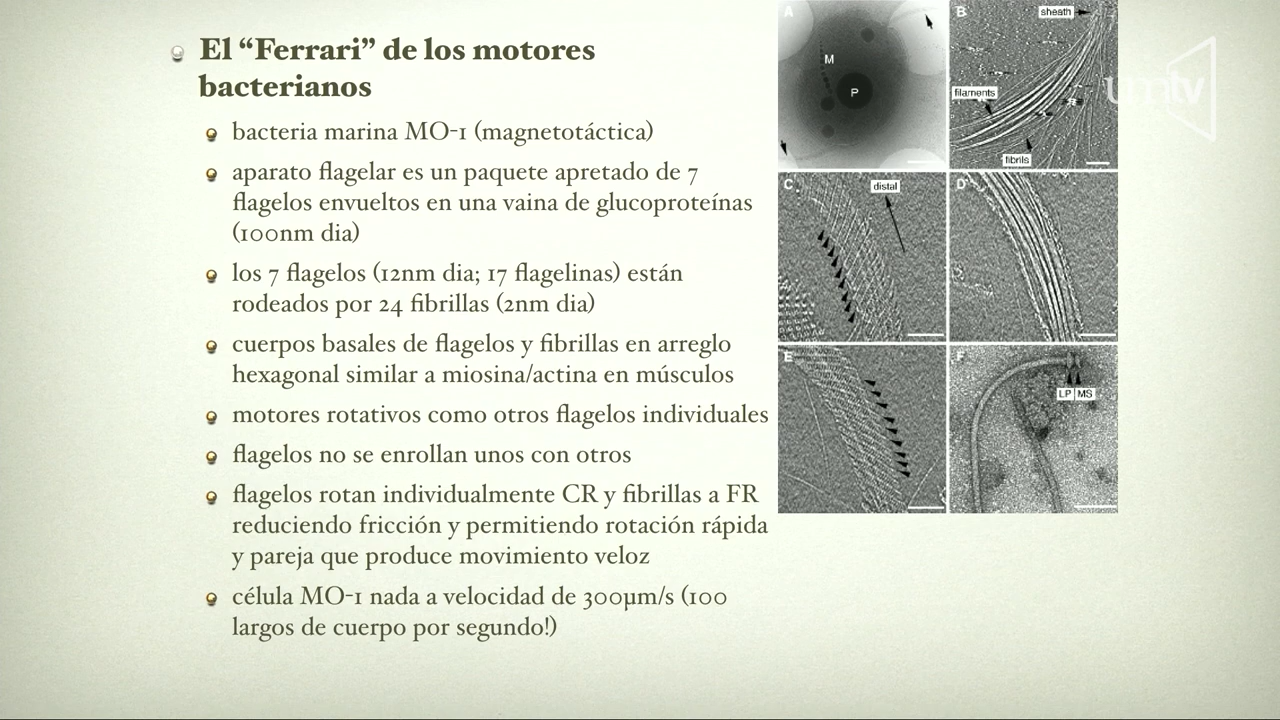 El “Ferrari” de los motores
bacterianos
bacteria marina MO-1 (magnetotáctica)
aparato flagelar es un paquete apretado de 7
flagelos envueltos en una vaina de glucoproteínas
(100nm dia)
los 7 flagelos (12nm dia; 17 flagelinas) están
rodeados por 24 fibrillas (2nm dia)
cuerpos basales de flagelos y fibrillas en arreglo
hexagonal similar a miosina/actina en músculos
motores rotativos como otros flagelos individuales
flagelos no se enrollan unos con otros
flagelos rotan individualmente CR y fibrillas a FR
reduciendo fricción y permitiendo rotación rápida
y pareja que produce movimiento veloz
célula MO-1 nada a velocidad de 300µm/s (100
largos de cuerpo por segundo!)
A
M
P
B
sheath
filaments
fibrils
C
distal
D
E
F
LP MS
umtv